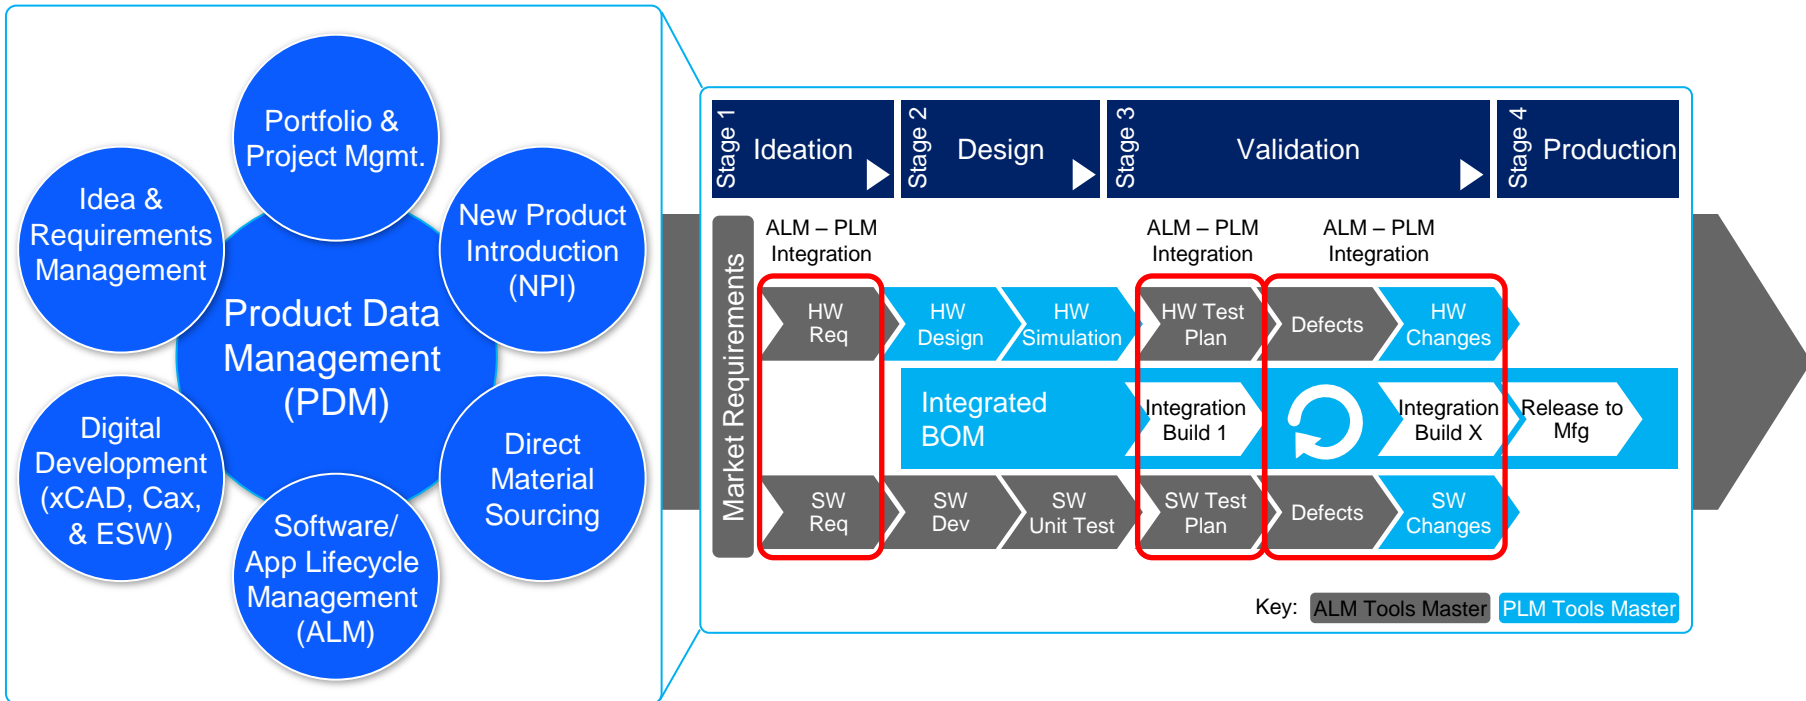 Portfolio &
Project Mgmt.
Idea &
Requirements
Management
New Product
Introduction
(NPI)
Product Data
Management
(PDM)
Digital
Development
(xCAD, Cax,
& ESW)
Direct
Material
Sourcing
Software/
App Lifecycle
Management
(ALM)
Stage 1
Ideation
Stage 2
Design
Stage 3
Validation
Stage 4
Production
Market Requirements
ALM – PLM
Integration
ALM – PLM
Integration
ALM – PLM
Integration
HW
Req
HW
Design
HW
Simulation
HW Test
Plan
Defects
HW
Changes
Integrated
BOM
Integration
Build 1
Integration
Build X
Release to
Mfg
SW
Req
SW
Dev
SW
Unit Test
SW Test
Plan
Defects
SW
Changes
Key:
ALM Tools Master
PLM Tools Master